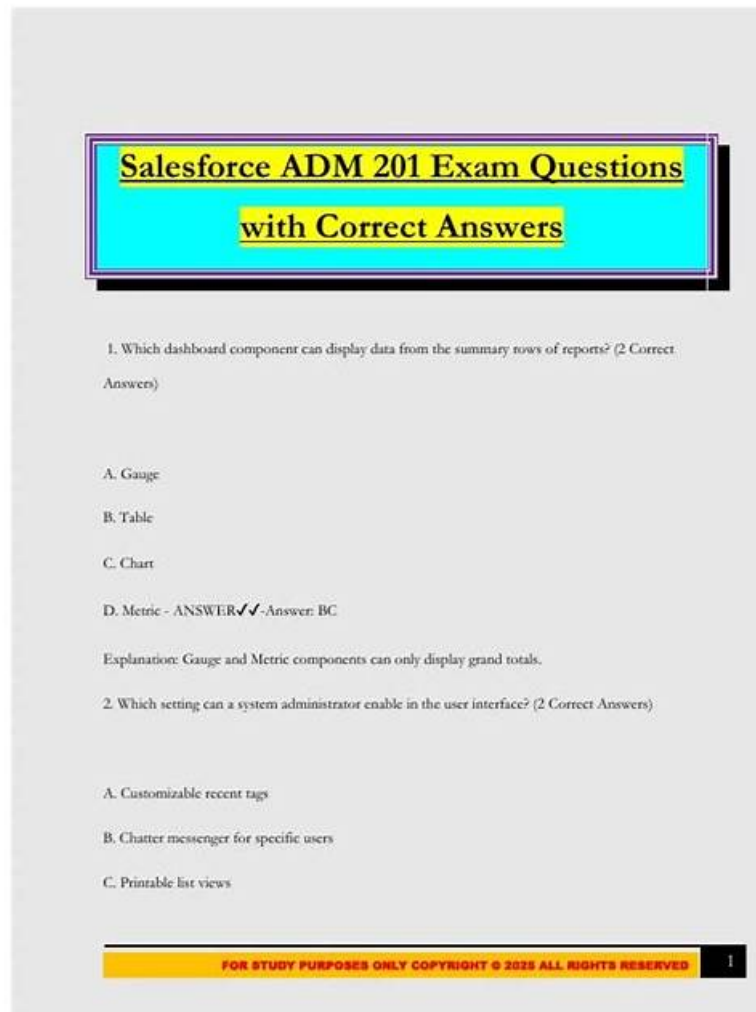 Salesforce ADM 201 Exam Questions
with Correct Answers
1. Which dashboard component can display data from the summary rows of reports? (2 Correct
Answers)
A. Gauge
B. Table
C. Chart
D. Metric - ANSWER✓✓-Answer: BC
Explanation: Gauge and Metric components can only display grand totals.
2. Which setting can a system administrator enable in the user interface? (2 Correct Answers)
A. Customizable recent tags
B. Chatter messenger for specific users
C. Printable list views
FOR STUDY PURPOSES ONLY COPYRIGHT © 2025 ALL RIGHTS RESERVED
1